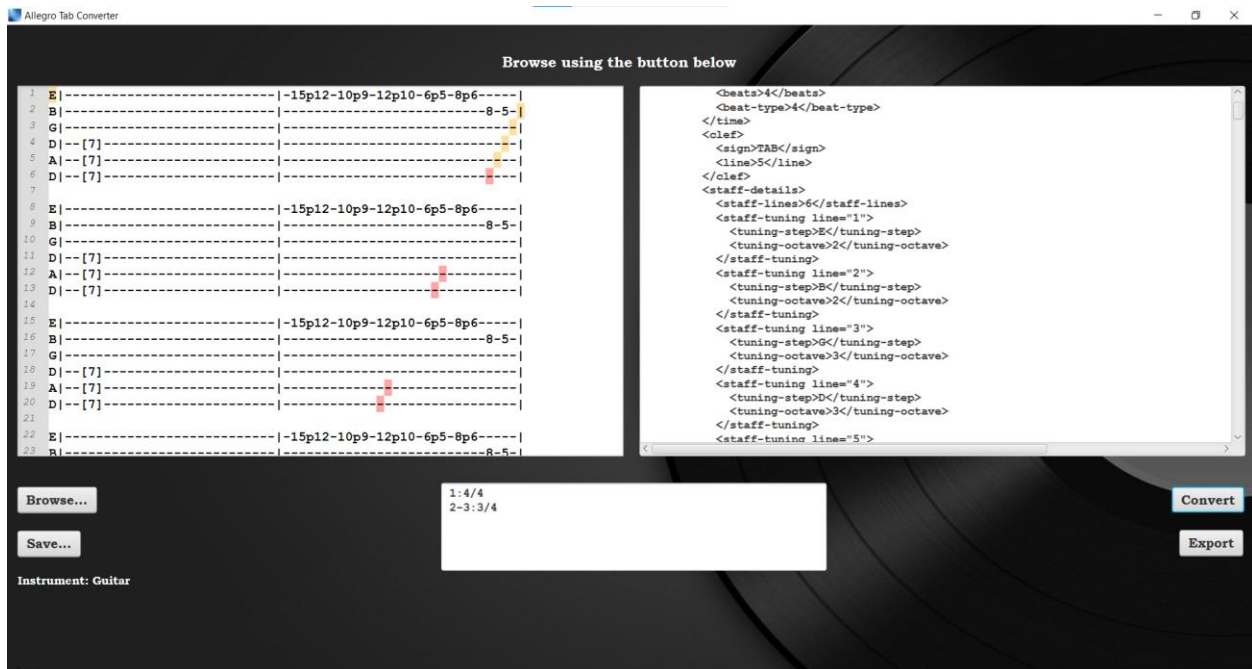 Allegro Tab Converter
Browse using the button below
1 E|---------------------------|-15p12-10p9-12p10-6p5-8p6-----|
2 B|---------------------------|--------------------------8-5-|
3 G|---------------------------|------------------------------|
4 D|--[7]----------------------|------------------------------|
5 A|--[7]----------------------|------------------------------|
6 D|--[7]----------------------|------------------------------|
7
8 E|---------------------------|-15p12-10p9-12p10-6p5-8p6-----|
9 B|---------------------------|--------------------------8-5-|
10 G|---------------------------|------------------------------|
11 D|--[7]----------------------|------------------------------|
12 A|--[7]----------------------|------------------------------|
13 D|--[7]----------------------|------------------------------|
14
15 E|---------------------------|-15p12-10p9-12p10-6p5-8p6-----|
16 B|---------------------------|--------------------------8-5-|
17 G|---------------------------|------------------------------|
18 D|--[7]----------------------|------------------------------|
19 A|--[7]----------------------|------------------------------|
20 D|--[7]----------------------|------------------------------|
21
22 E|---------------------------|-15p12-10p9-12p10-6p5-8p6-----|
23 B|---------------------------|--------------------------8-5-|
<beats>4</beats>
<beat-type>4</beat-type>
</time>
<clef>
<sign>TAB</sign>
<line>5</line>
</clef>
<staff-details>
<staff-lines>6</staff-lines>
<staff-tuning line="1">
<tuning-step>E</tuning-step>
<tuning-octave>2</tuning-octave>
</staff-tuning>
<staff-tuning line="2">
<tuning-step>B</tuning-step>
<tuning-octave>2</tuning-octave>
</staff-tuning>
<staff-tuning line="3">
<tuning-step>G</tuning-step>
<tuning-octave>3</tuning-octave>
</staff-tuning>
<staff-tuning line="4">
<tuning-step>D</tuning-step>
<tuning-octave>3</tuning-octave>
</staff-tuning>
<staff-tuning line="5">
Browse...
Save...
Instrument: Guitar
1:4/4
2-3:3/4
Convert
Export